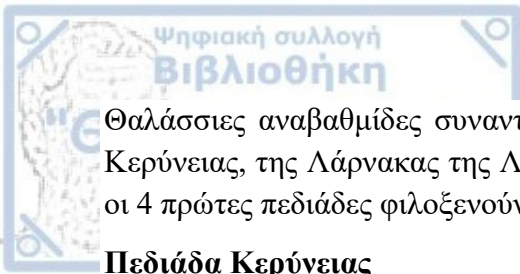 Ψηφιακή συλλογή
Βιβλιοθήκη
Θαλάσσιες αναβαθμίδες συναντ
Κερύνειας, της Λάρνακας της Λ
οι 4 πρώτες πεδιάδες φιλοξενούν
Πεδιάδα Κερύνειας